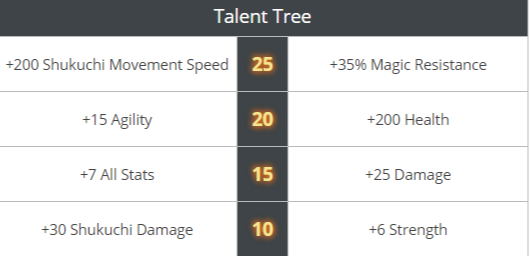 Talent Tree
+200 Shukuchi Movement Speed 25 +35% Magic Resistance
+15 Agility 20 +200 Health
+7 All Stats 15 +25 Damage
+30 Shukuchi Damage 10 +6 Strength